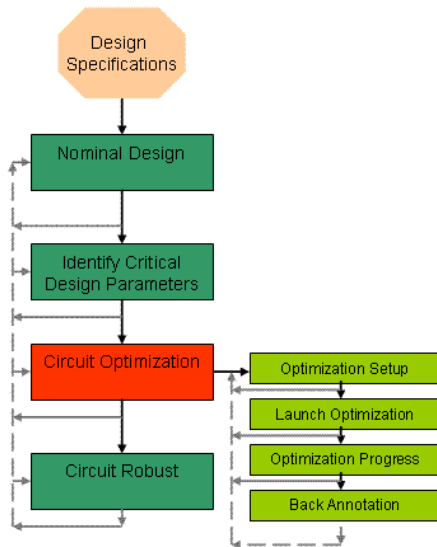 Design
Specifications
Nominal Design
Identify Critical
Design Parameters
Circuit Optimization
Optimization Setup
Launch Optimization
Optimization Progress
Circuit Robust
Back Annotation